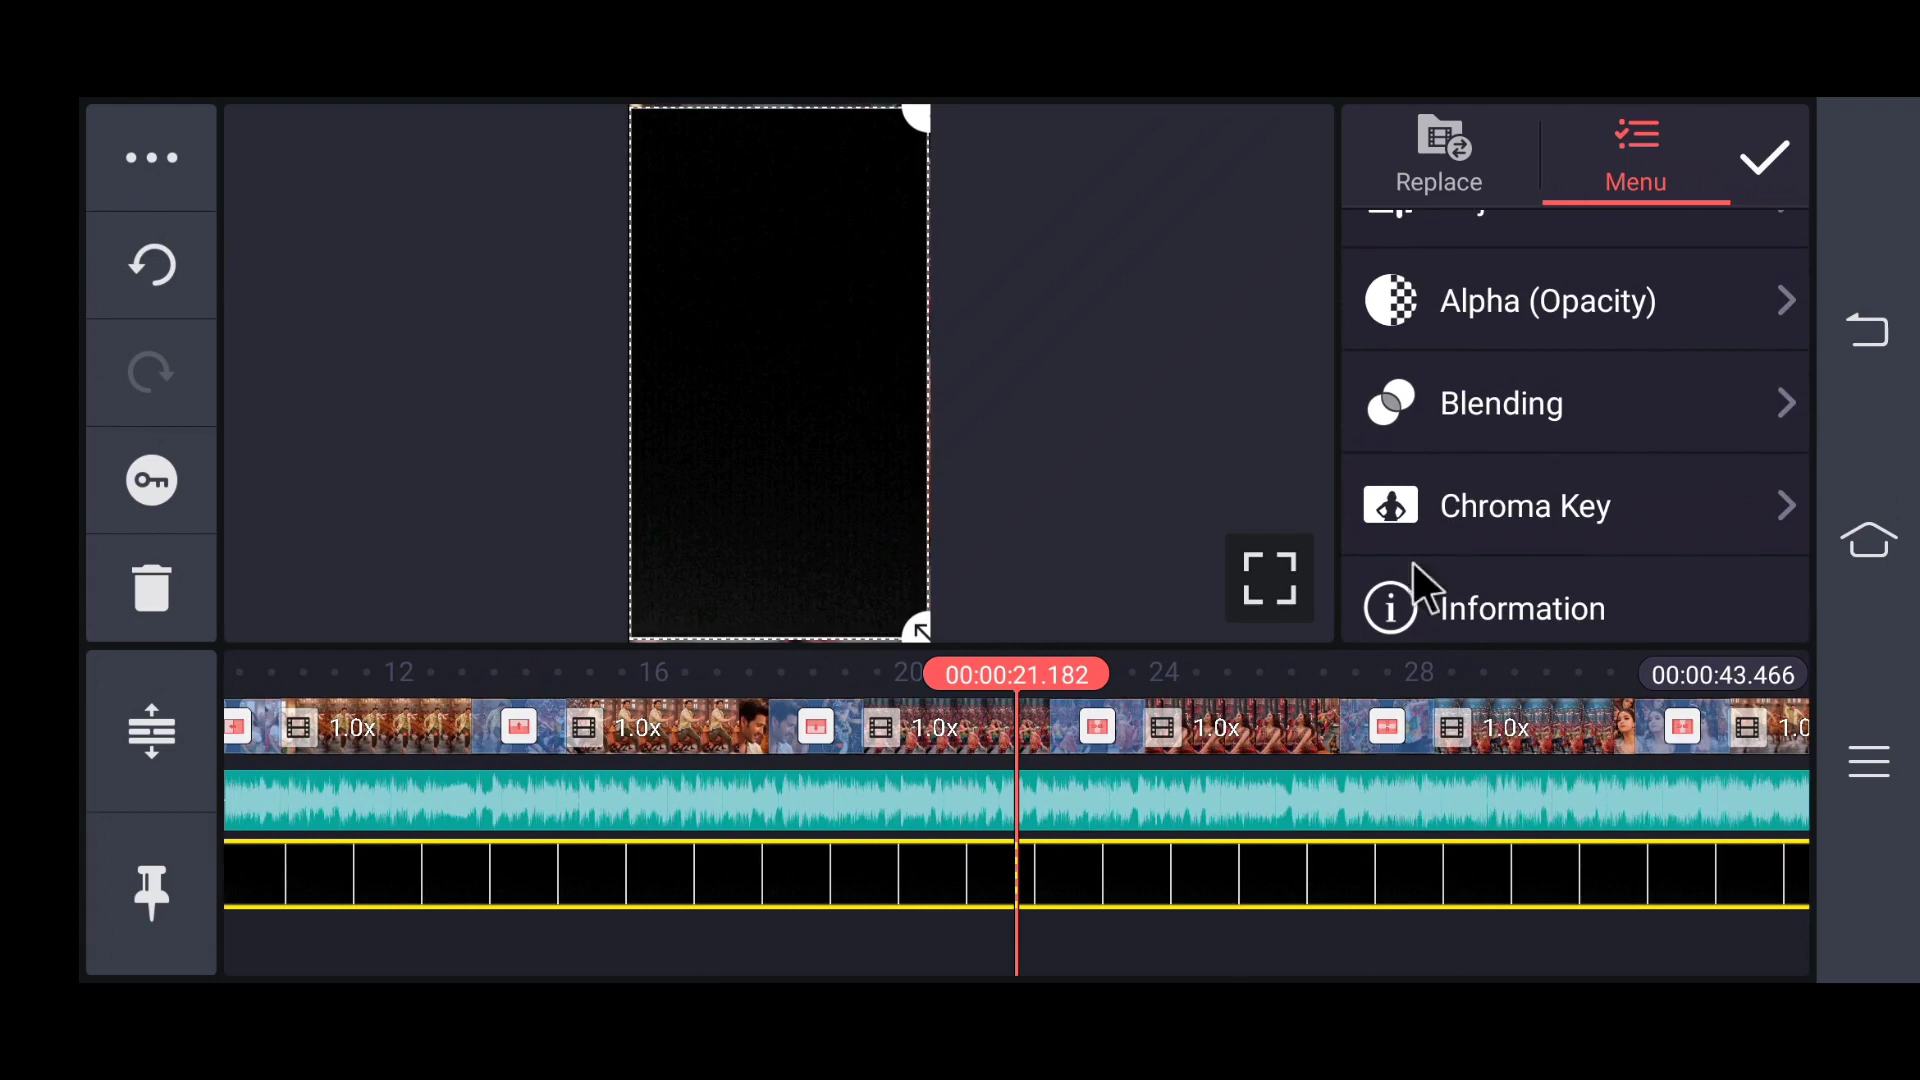 Replace
Menu
Alpha (Opacity)
Blending
Chroma Key
Information
12 16 20 00:00:21.182 24 28 00:00:43.466
1.0x 1.0x 1.0x 1.0x 1.0x 1.0